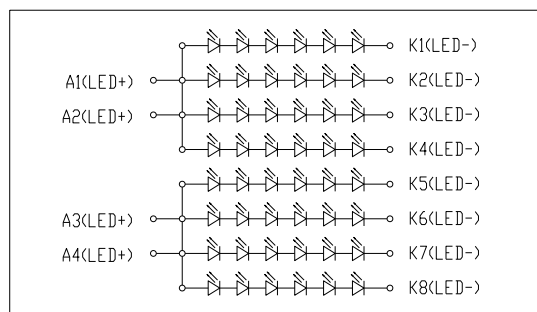 K1(LED-)
A1(LED+) K2(LED-)
A2(LED+) K3(LED-)
K4(LED-)
K5(LED-)
A3(LED+) K6(LED-)
A4(LED+) K7(LED-)
K8(LED-)